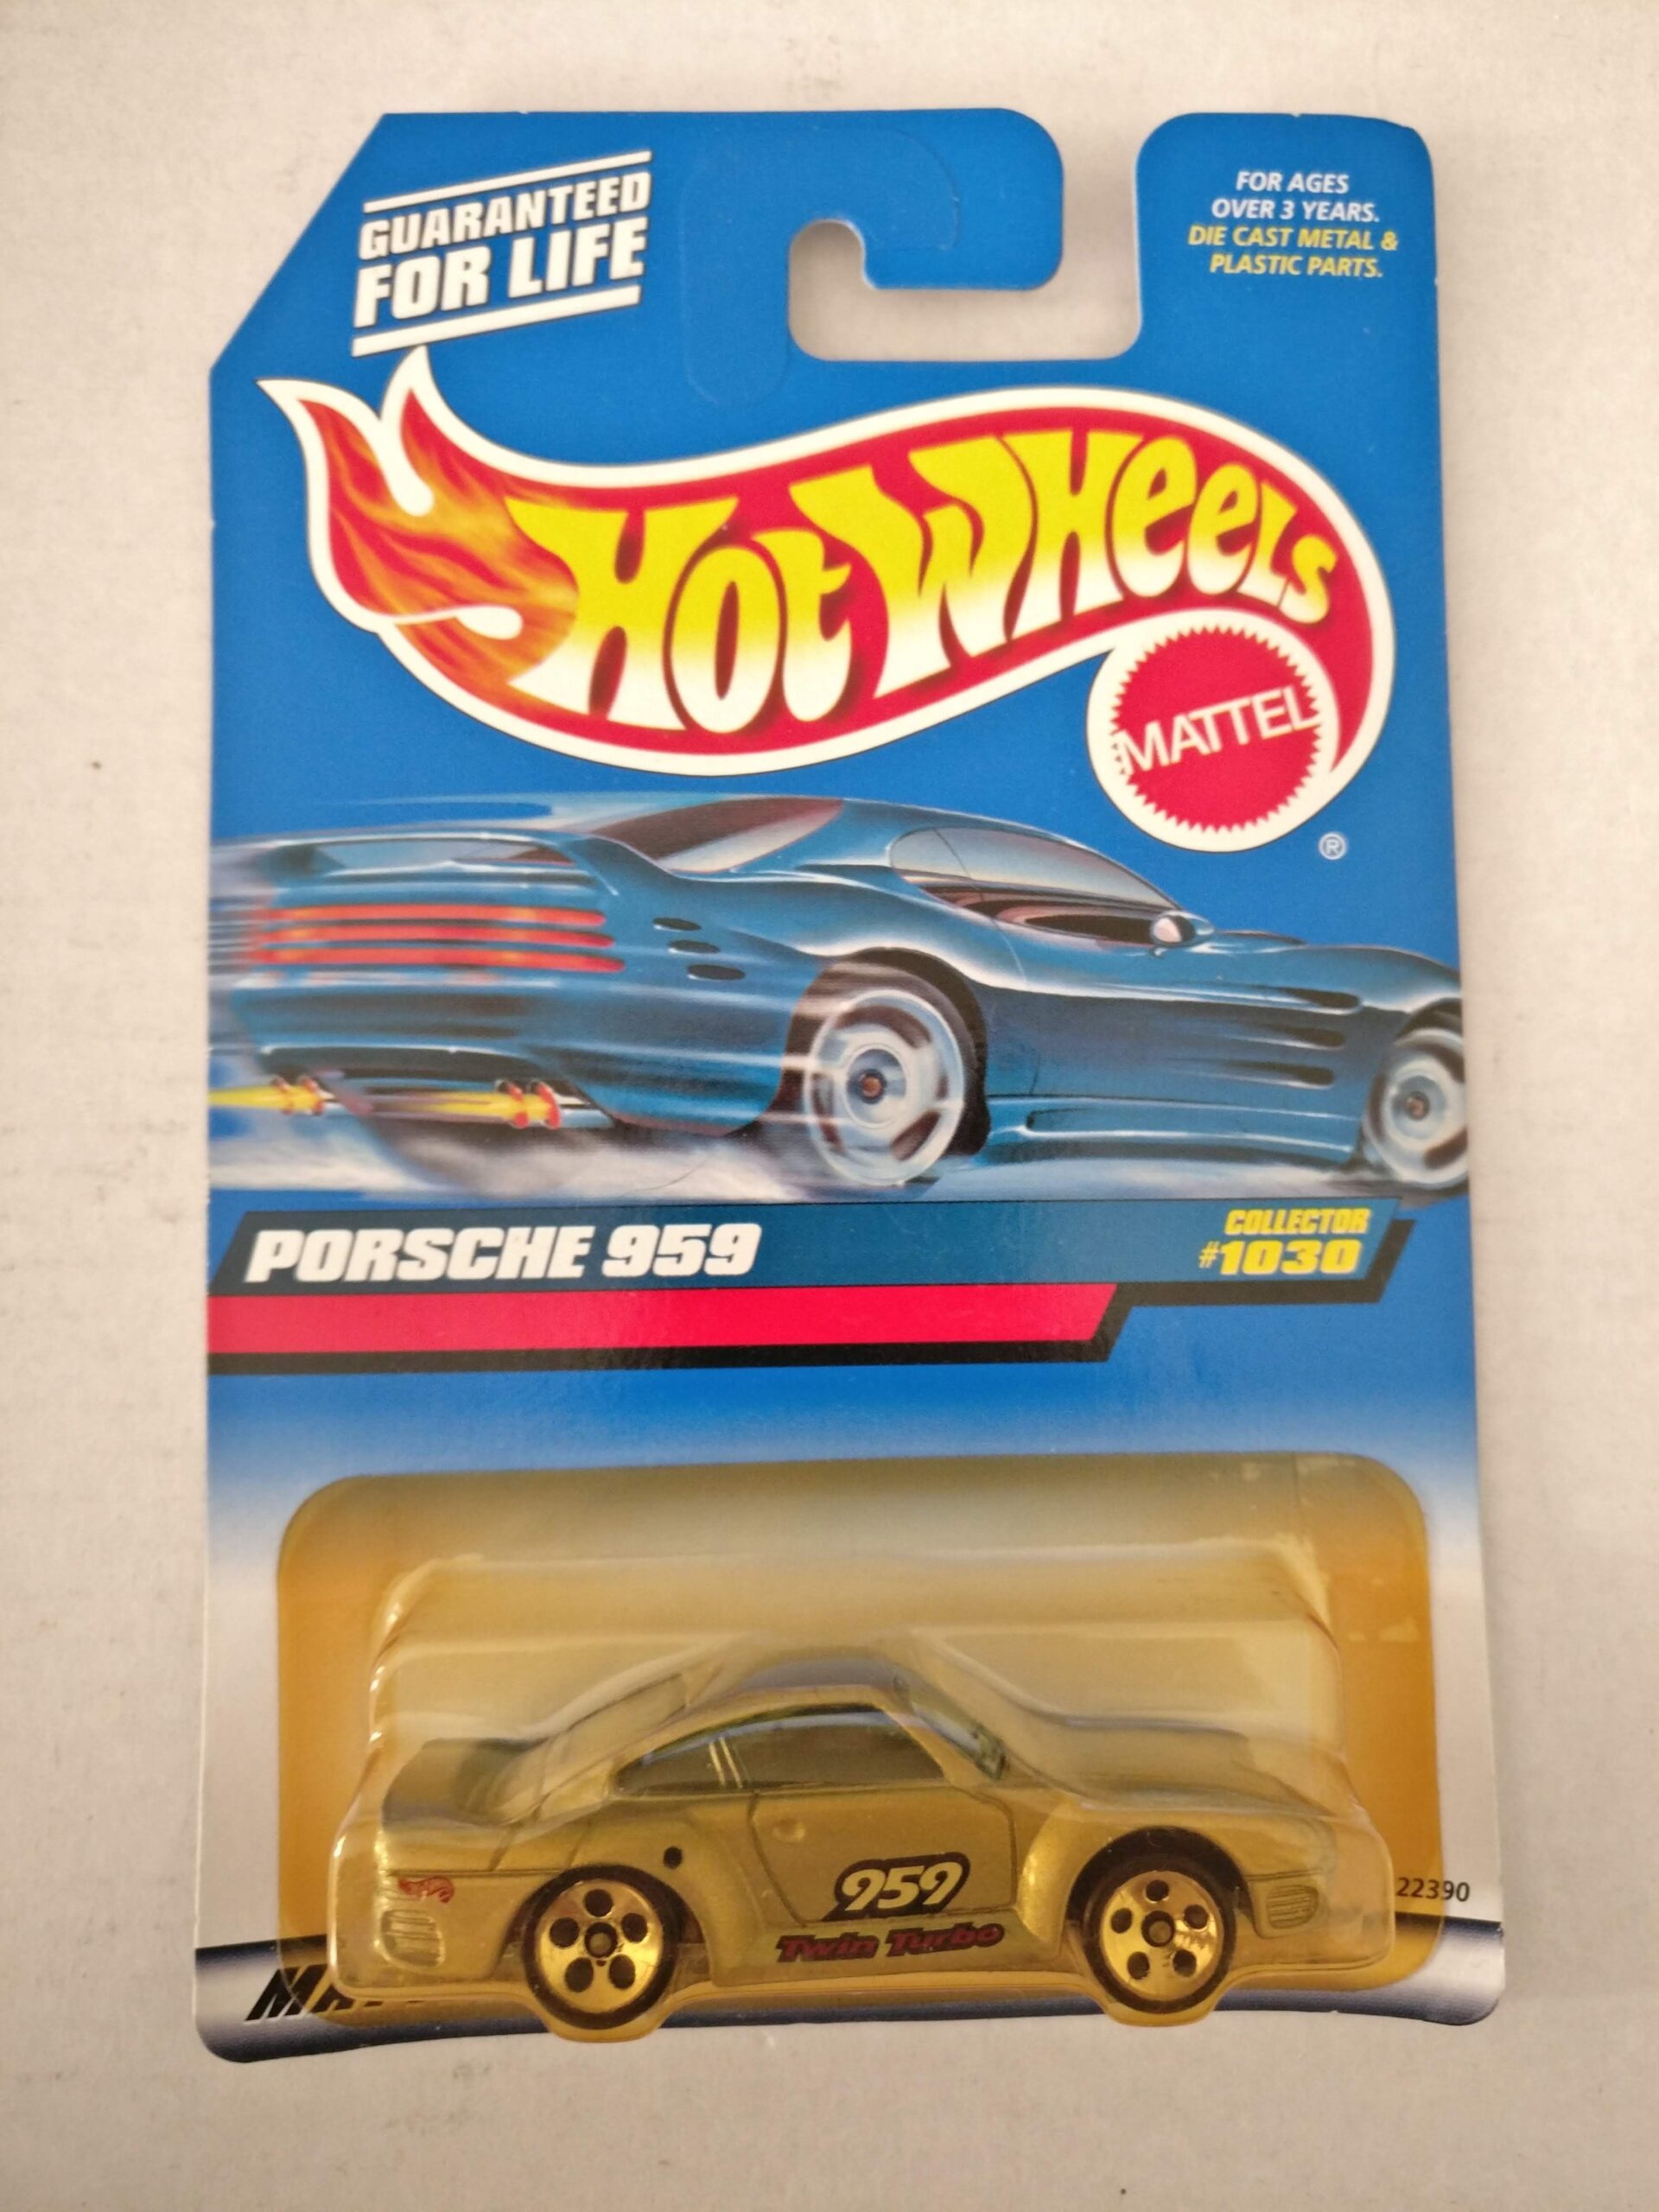 GUARANTEED
FOR LIFE
FOR AGES
OVER 3 YEARS.
DIE CAST METAL &
PLASTIC PARTS.
HOT WHEELS
MATTEL
®
PORSCHE 959
COLLECTOR
#1030
959
Twin Turbo
22390